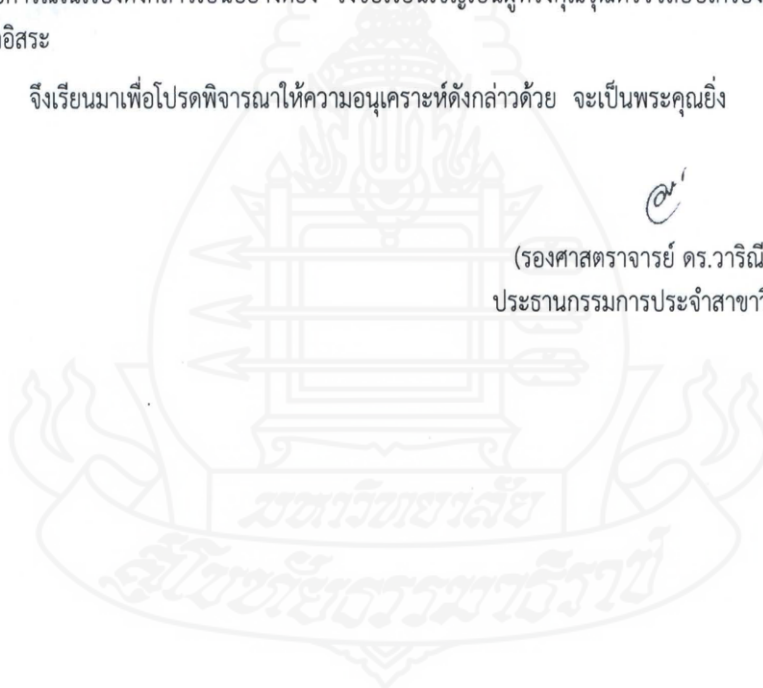 อิสระ
จึงเรียนมาเพื่อโปรดพิจารณาให้ความอนุเคราะห์ดังกล่าวด้วย จะเป็นพระคุณยิ่ง
(รองศาสตราจารย์ ดร.วาริณี
ประธานกรรมการประจำสาขาวิ
มหาวิทยาลัย
สุโขทัยธรรมาธิราช